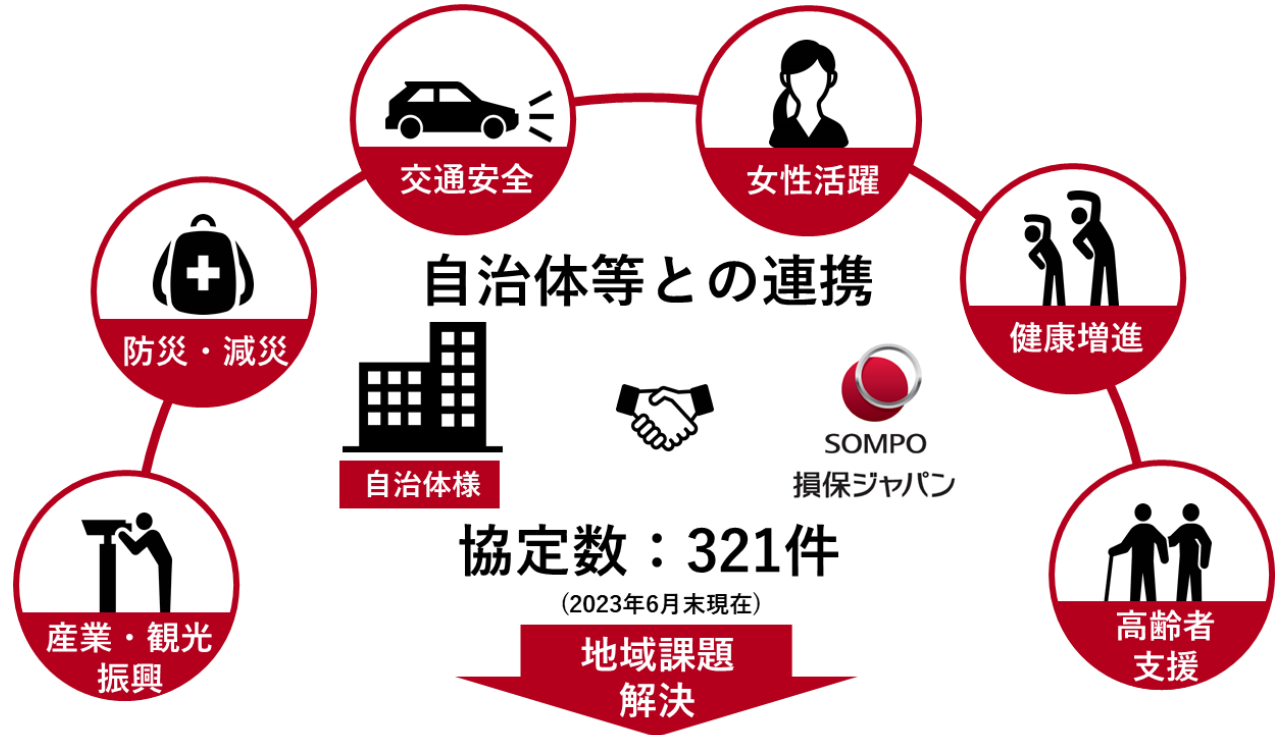 交通安全
女性活躍
防災・減災
健康増進
自治体等との連携
自治体様
SOMPO
損保ジャパン
協定数：321件
(2023年6月末現在)
産業・観光
振興
高齢者
支援
地域課題
解決